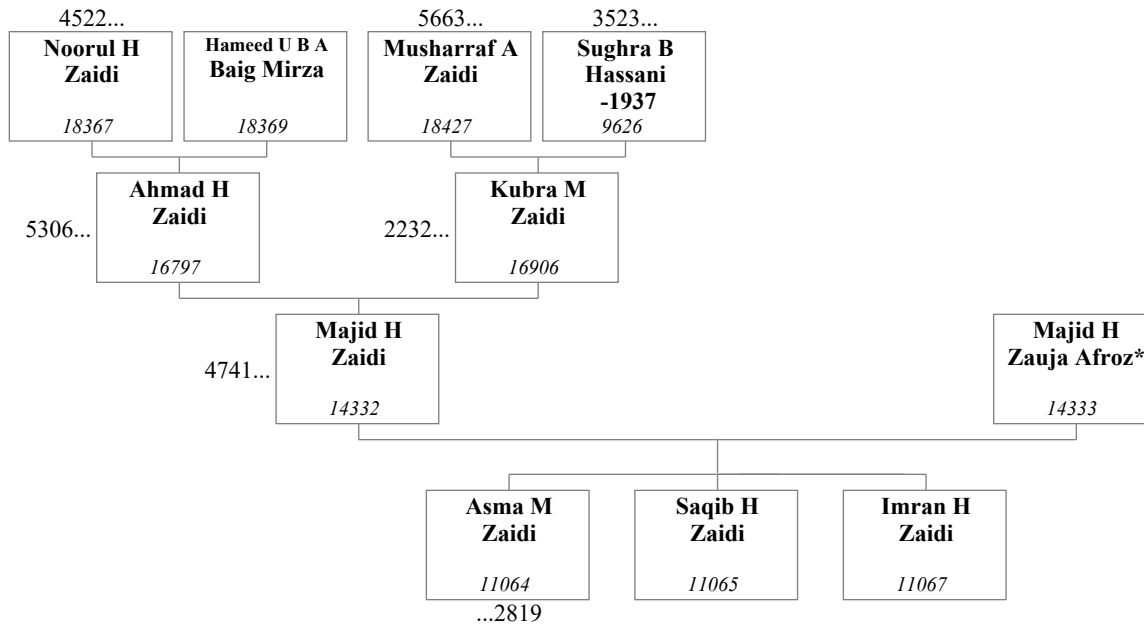 4522...
5663...
3523...
Noorul H
Zaidi
18367
Hameed U B A
Baig Mirza
18369
Musharraf A
Zaidi
18427
Sughra B
Hassani
-1937
9626
5306...
Ahmad H
Zaidi
16797
2232...
Kubra M
Zaidi
16906
4741...
Majid H
Zaidi
14332
Majid H
Zauja Afroz*
14333
Asma M
Zaidi
11064
Saqib H
Zaidi
11065
Imran H
Zaidi
11067
...2819